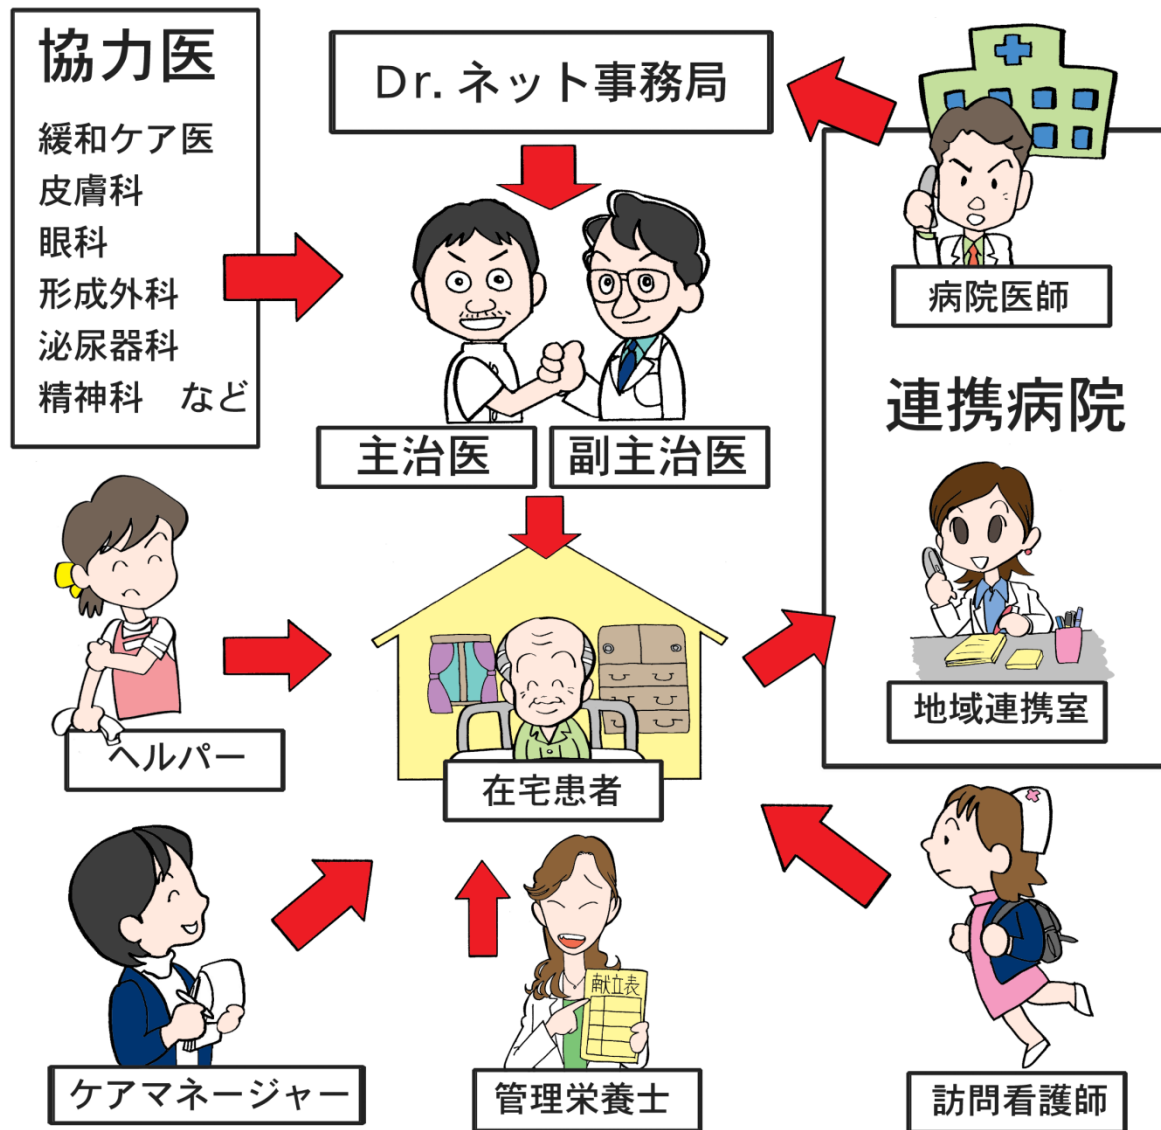 協力医
緩和ケア医
皮膚科
眼科
形成外科
泌尿器科
精神科　など
Dr.ネット事務局
主治医
副主治医
病院医師
連携病院
地域連携室
ヘルパー
在宅患者
献立表
ケアマネージャー
管理栄養士
訪問看護師